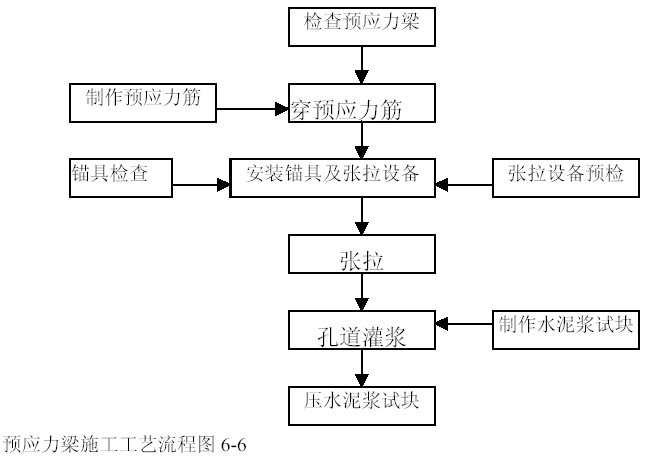 检查预应力梁
制作预应力筋
穿预应力筋
锚具检查
安装锚具及张拉设备
张拉设备预检
张拉
孔道灌浆
制作水泥浆试块
压水泥浆试块
预应力梁施工工艺流程图 6-6